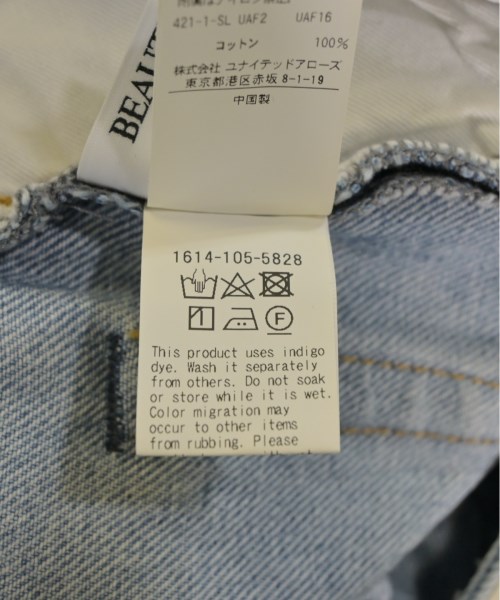 421-1-SL UAF2 UAF16
コットン 100%
株式会社 ユナイテッドアローズ
東京都港区赤坂 8-1-19
中国製
BEAUT
1614-105-5828
F
This product uses indigo
dye. Wash it separately
from others. Do not soak
or store while it is wet.
Color migration may
occur to other items
from rubbing. Please